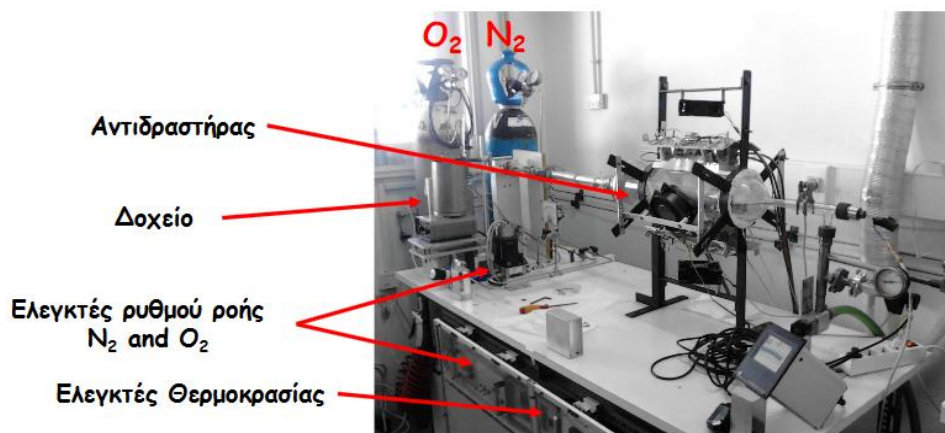 O₂ N₂
Αντιδραστήρας
Δοχείο
Ελεγκτές ρυθμού ροής
N₂ and O₂
Ελεγκτές Θερμοκρασίας